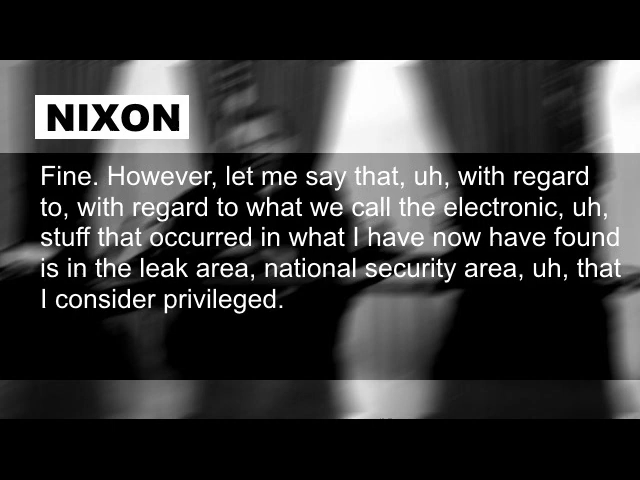 NIXON
Fine. However, let me say that, uh, with regard
to, with regard to what we call the electronic, uh,
stuff that occurred in what I have now have found
is in the leak area, national security area, uh, that
I consider privileged.